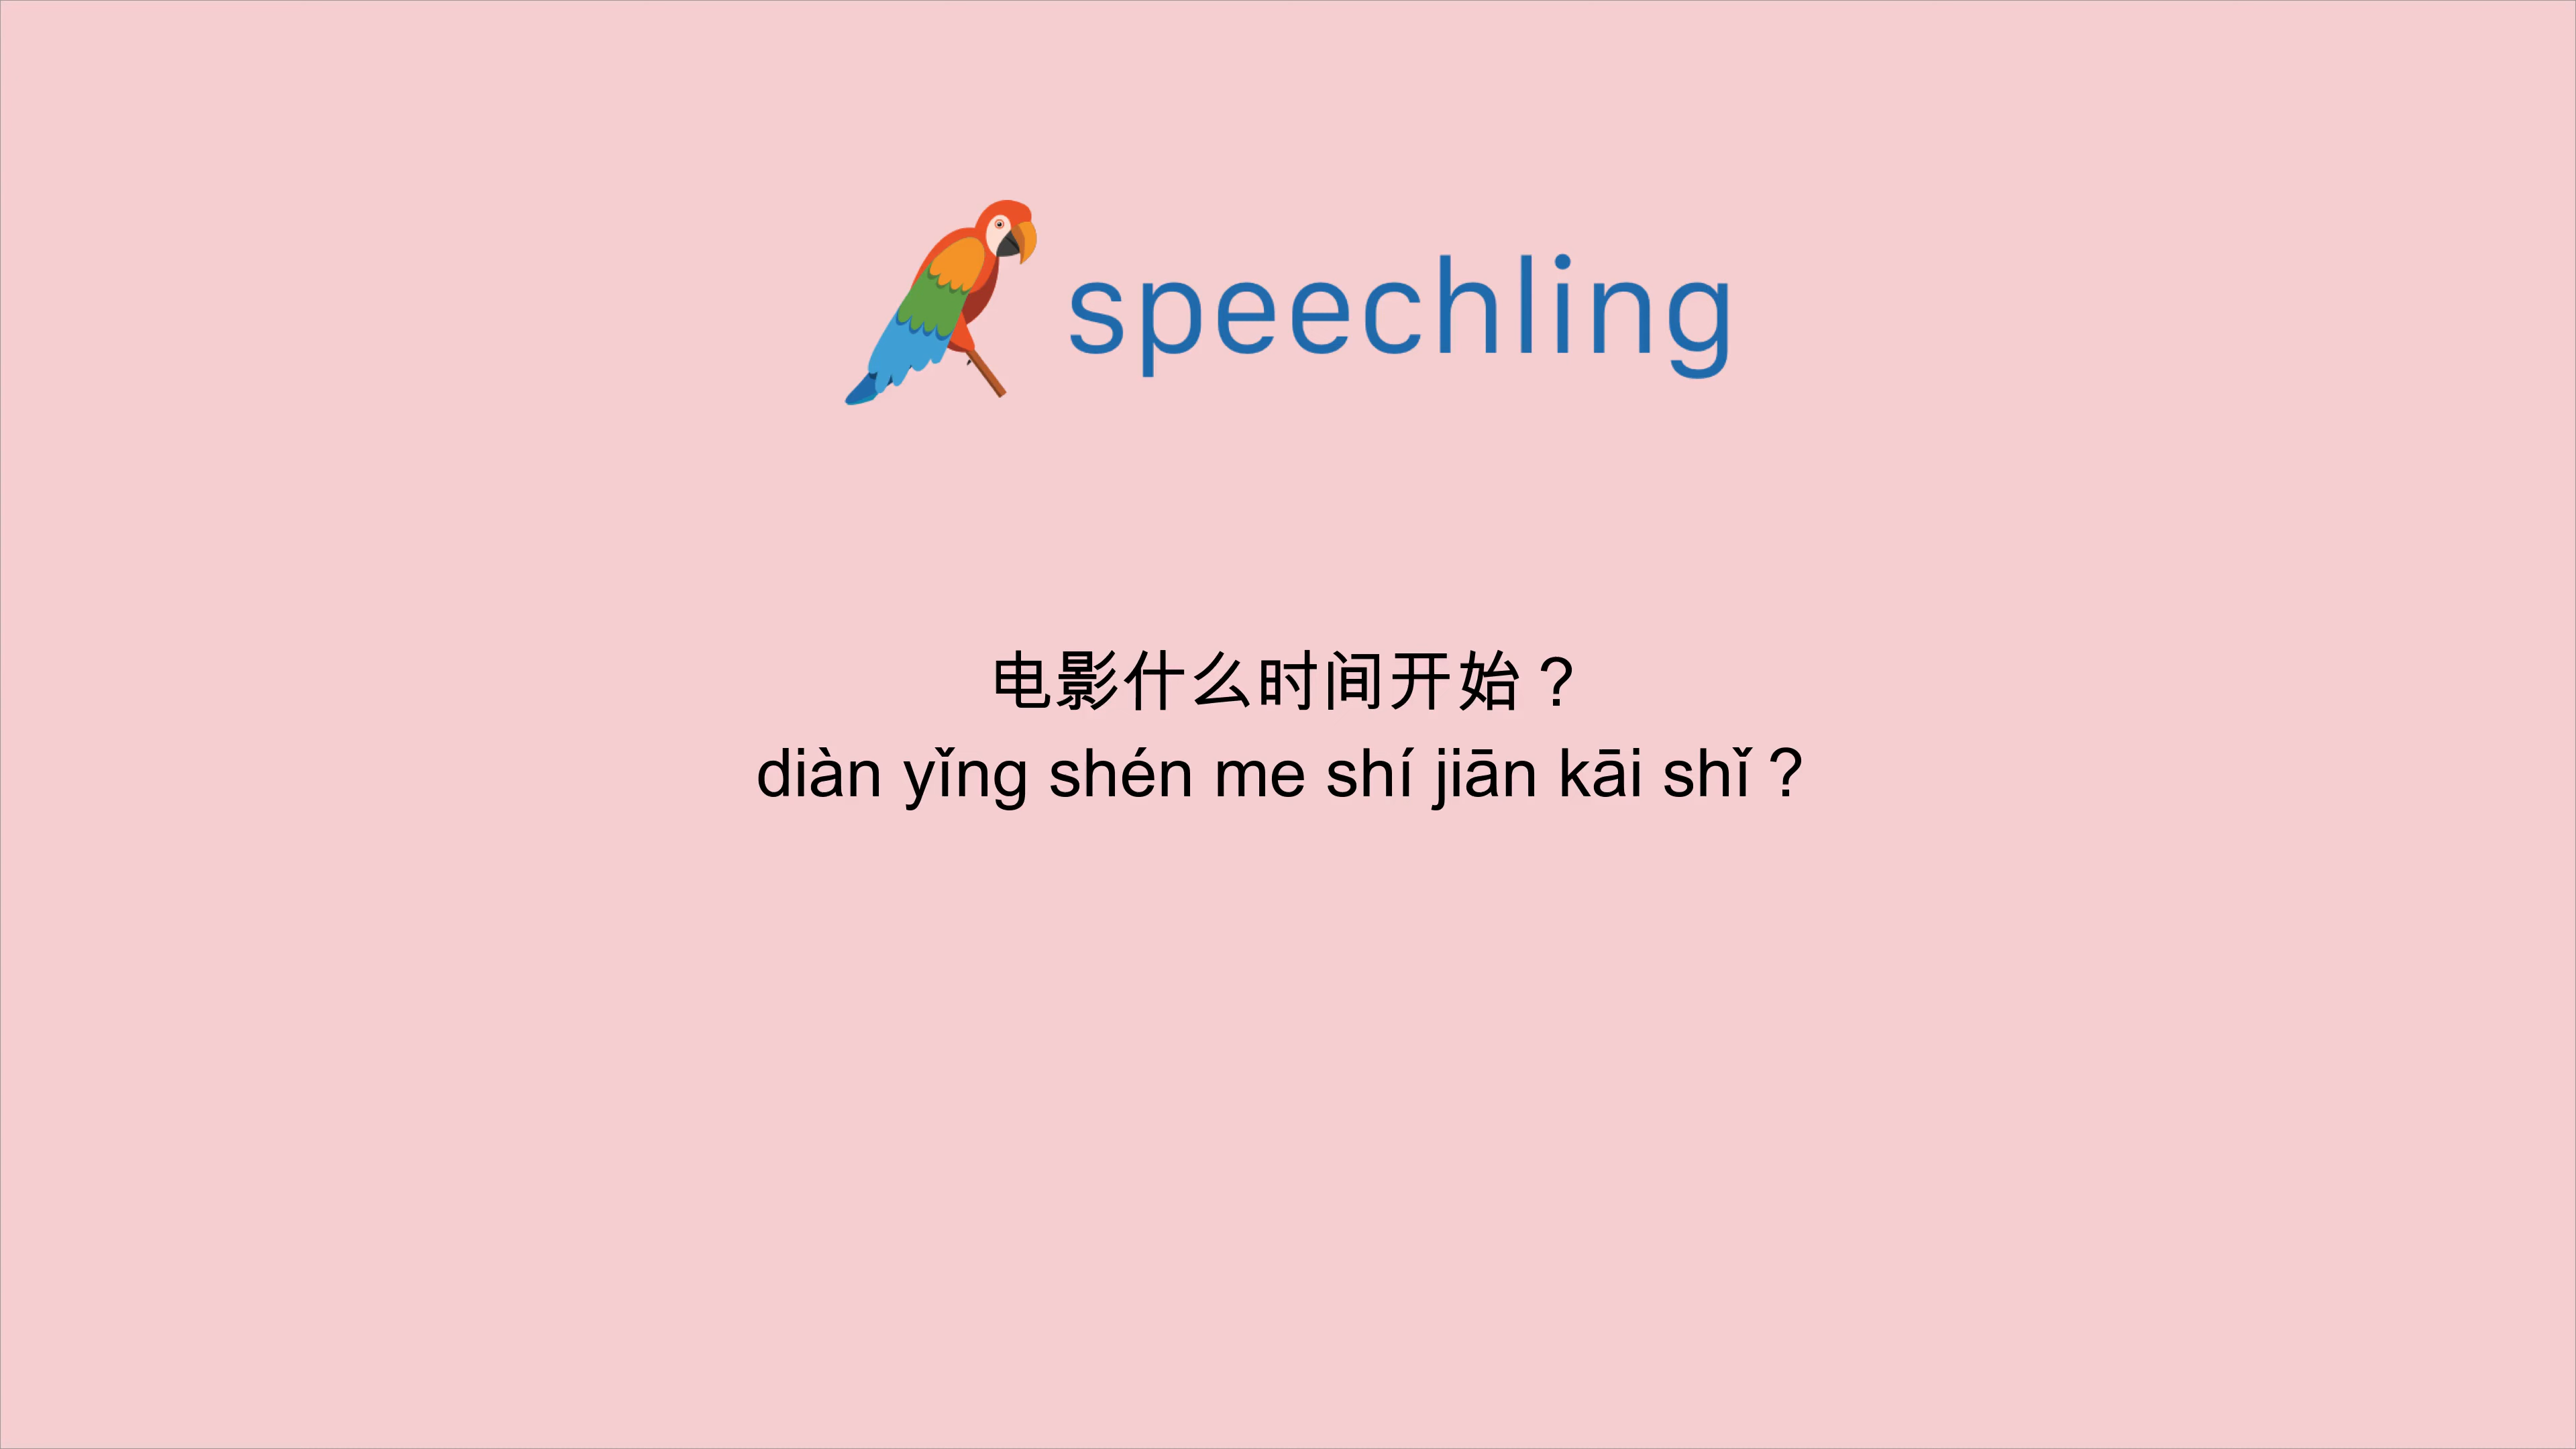 speechling
电影什么时间开始？
diàn yǐng shén me shí jiān kāi shǐ？